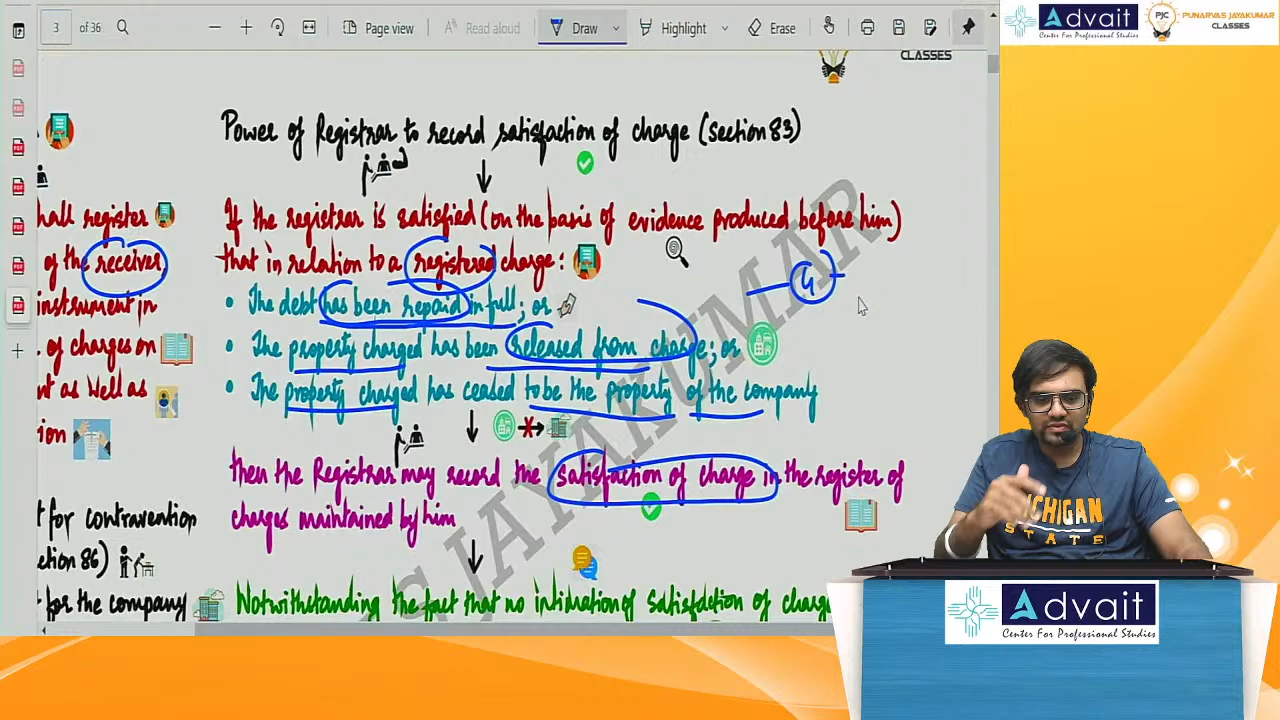 3 of 36 Page view Read aloud Draw Highlight Erase
Advait
Center For Professional Studies
PJC
PUNARVAS JAYAKUMAR
CLASSES
CLASSES
Power of Registrar to record satisfaction of charge (section 83)
hall register
of the receiver
instrument in
of charges on
nt as well as
ion
t for contravention
ection 86)
t for the company
If the registrar is satisfied (on the basis of evidence produced before him)
that in relation to a registered charge:
• The debt has been repaid in full; or
• The property charged has been released from charge; or
• The property charged has ceased to be the property of the company
then the Registrar may record the satisfaction of charge in the register of
charges maintained by him
Notwithstanding the fact that no intimation of satisfaction of charge
S JAYAKUMAR
MICHIGAN
STATE
Advait
Center For Professional Studies